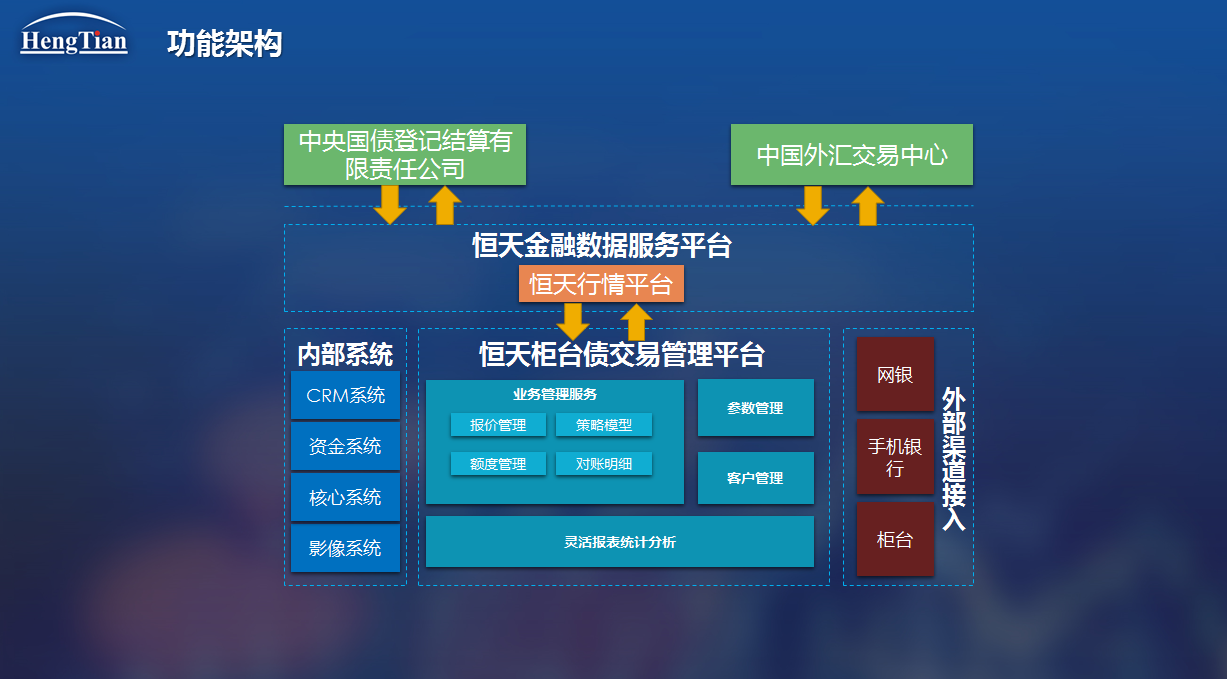 HengTian
功能架构
中央国债登记结算有
限责任公司
中国外汇交易中心
恒天金融数据服务平台
恒天行情平台
内部系统
CRM系统
资金系统
核心系统
影像系统
恒天柜台债交易管理平台
业务管理服务
报价管理
策略模型
额度管理
对账明细
参数管理
客户管理
灵活报表统计分析
网银
手机银
行
柜台
外部渠道接入